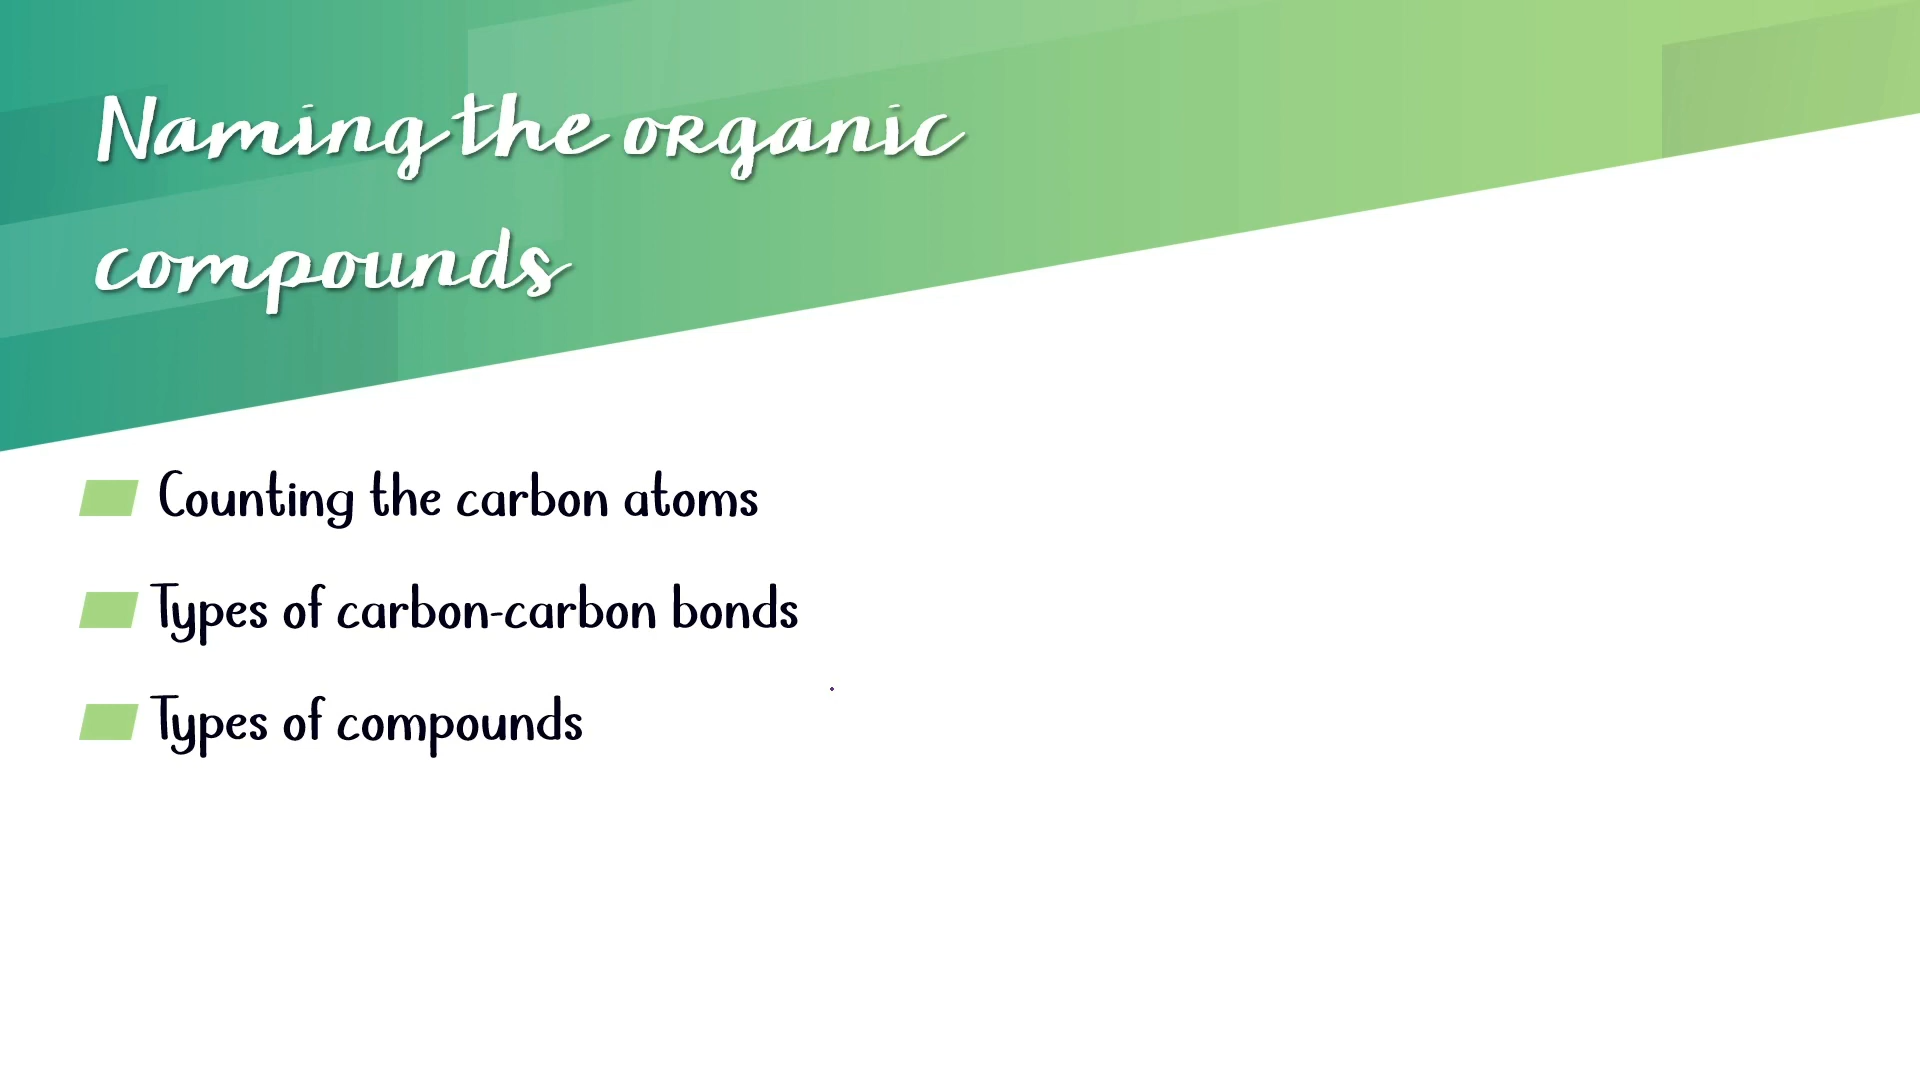 Naming the organic
compounds
Counting the carbon atoms
Types of carbon-carbon bonds
Types of compounds